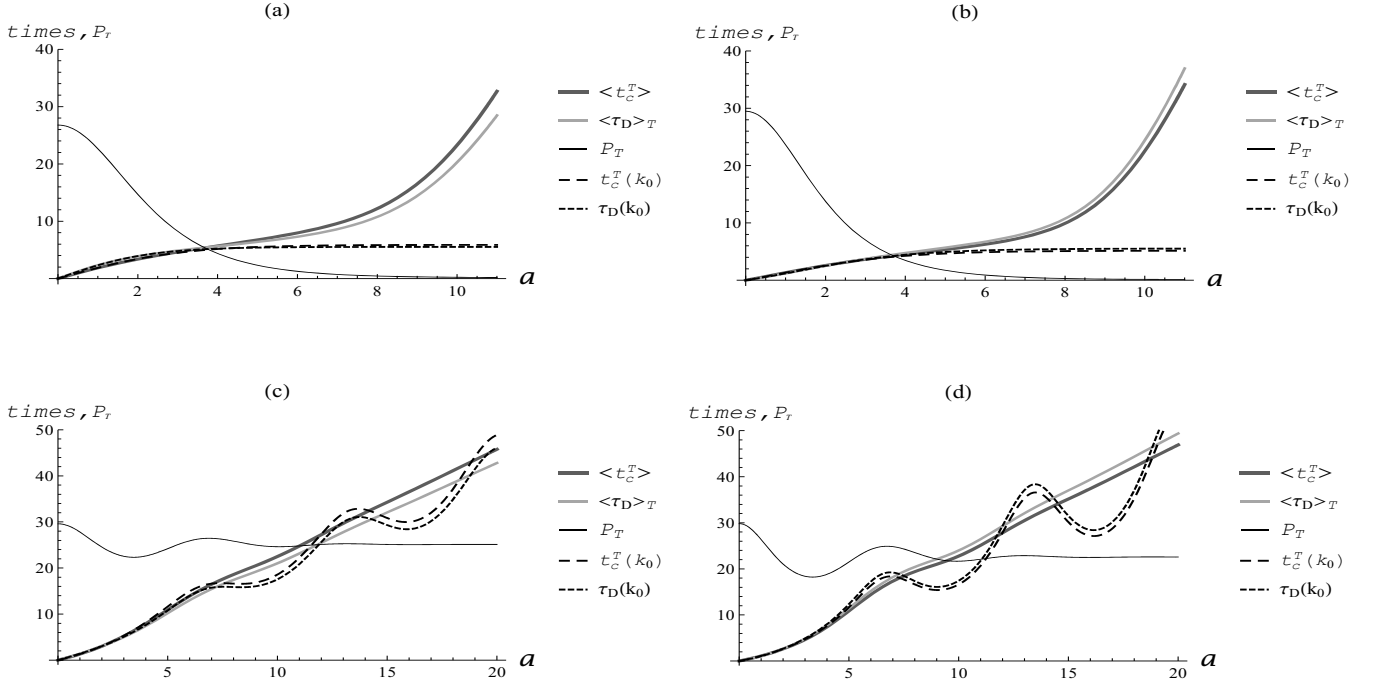 (a)
times, P_T
40
30
20
10
2 4 6 8 10
a
<t_c^T>
<τ_D>_T
P_T
t_c^T(k_0)
τ_D(k_0)
(b)
times, P_T
40
30
20
10
2 4 6 8 10
a
<t_c^T>
<τ_D>_T
P_T
t_c^T(k_0)
τ_D(k_0)
(c)
times, P_T
50
40
30
20
10
5 10 15 20
a
<t_c^T>
<τ_D>_T
P_T
t_c^T(k_0)
τ_D(k_0)
(d)
times, P_T
50
40
30
20
10
5 10 15 20
a
<t_c^T>
<τ_D>_T
P_T
t_c^T(k_0)
τ_D(k_0)